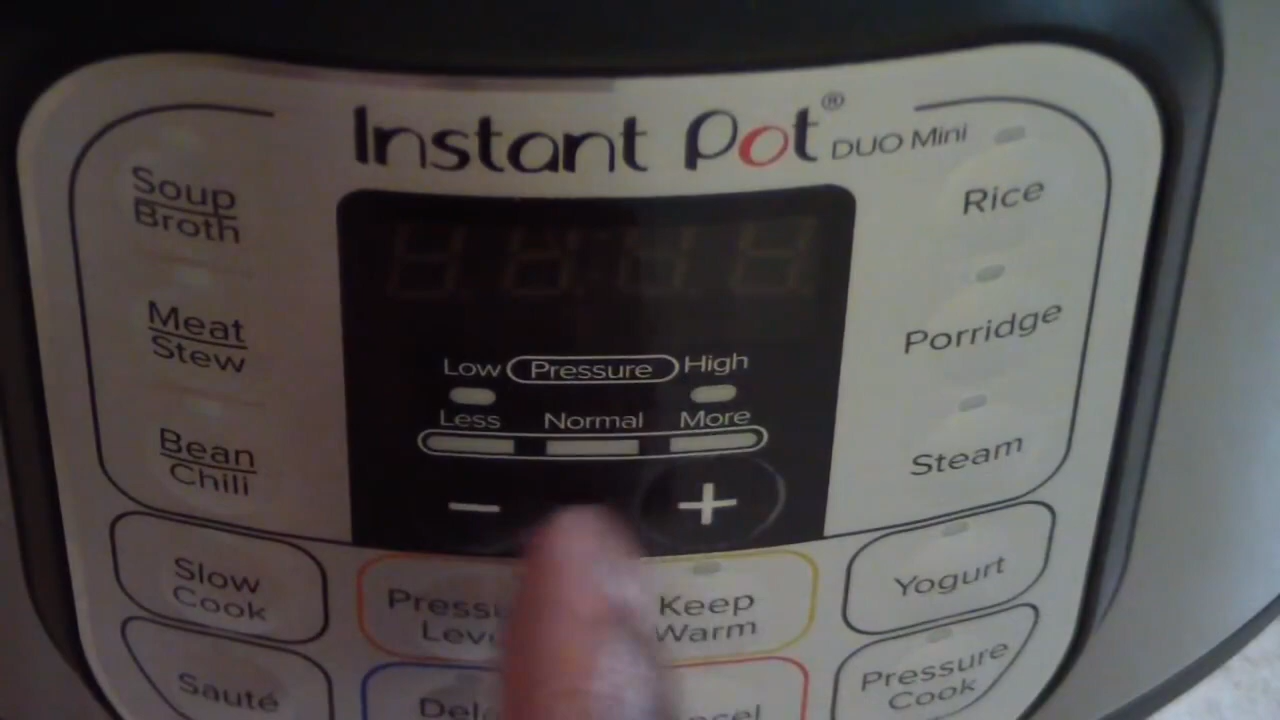 Instant Pot® DUO Mini
Soup
Broth
Meat
Stew
Bean
Chili
Rice
Porridge
Steam
Low Pressure High
Less Normal More
- +
Slow
Cook
Keep
Warm
Yogurt
Sauté
Pressure
Cook